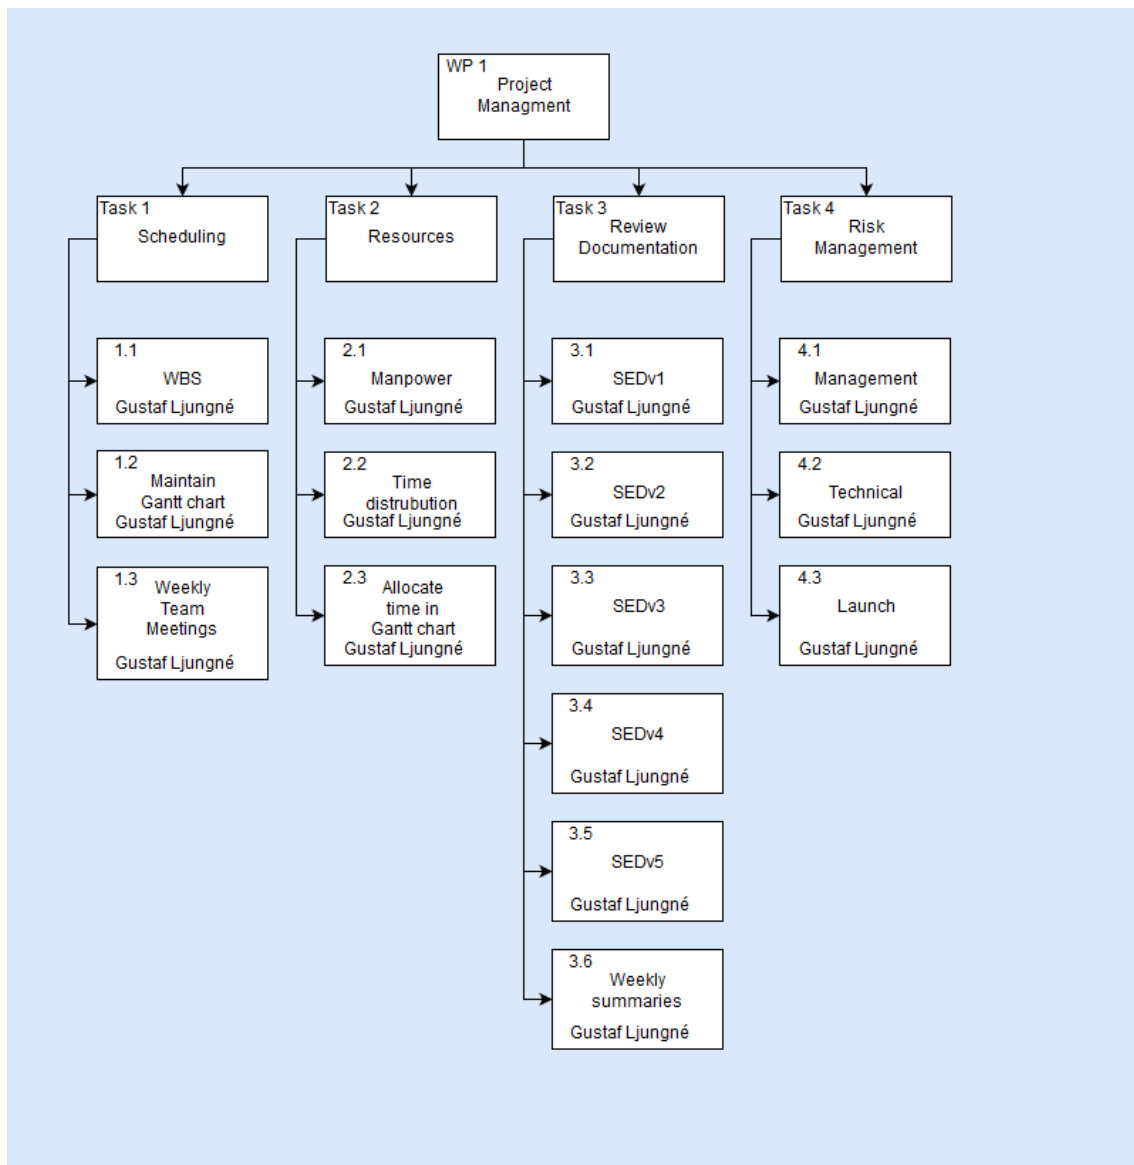 WP 1
Project
Managment
Task 1
Scheduling
Task 2
Resources
Task 3
Review
Documentation
Task 4
Risk
Management
1.1
WBS
Gustaf Ljungné
2.1
Manpower
Gustaf Ljungné
3.1
SEDv1
Gustaf Ljungné
4.1
Management
Gustaf Ljungné
1.2
Maintain
Gantt chart
Gustaf Ljungné
2.2
Time
distrubution
Gustaf Ljungné
3.2
SEDv2
Gustaf Ljungné
4.2
Technical
Gustaf Ljungné
1.3
Weekly
Team
Meetings
Gustaf Ljungné
2.3
Allocate
time in
Gantt chart
Gustaf Ljungné
3.3
SEDv3
Gustaf Ljungné
4.3
Launch
Gustaf Ljungné
3.4
SEDv4
Gustaf Ljungné
3.5
SEDv5
Gustaf Ljungné
3.6
Weekly
summaries
Gustaf Ljungné